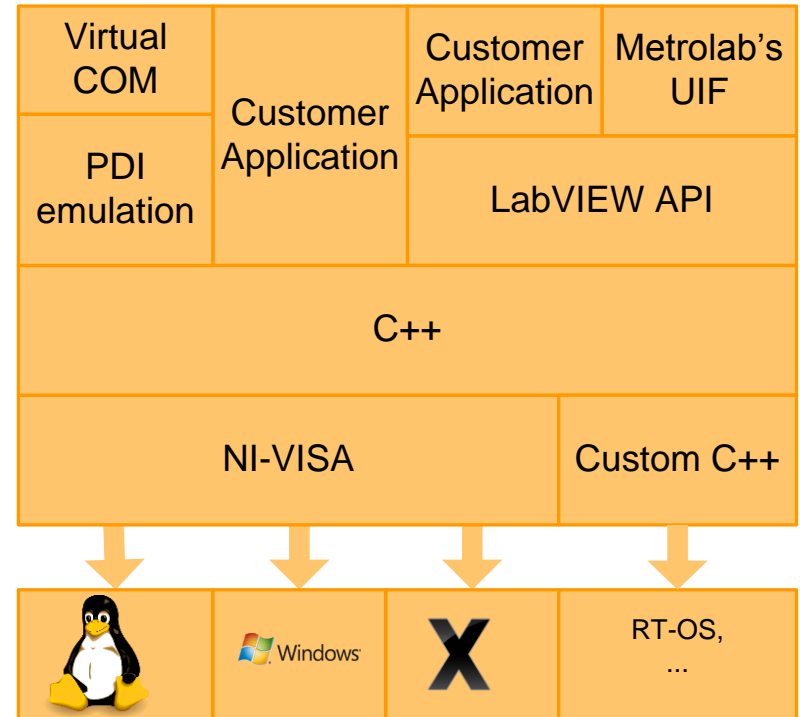 Virtual
COM
Customer
Application
Customer
Application
Metrolab's
UIF
PDI
emulation
LabVIEW API
C++
NI-VISA
Custom C++
Windows
X
RT-OS,
...